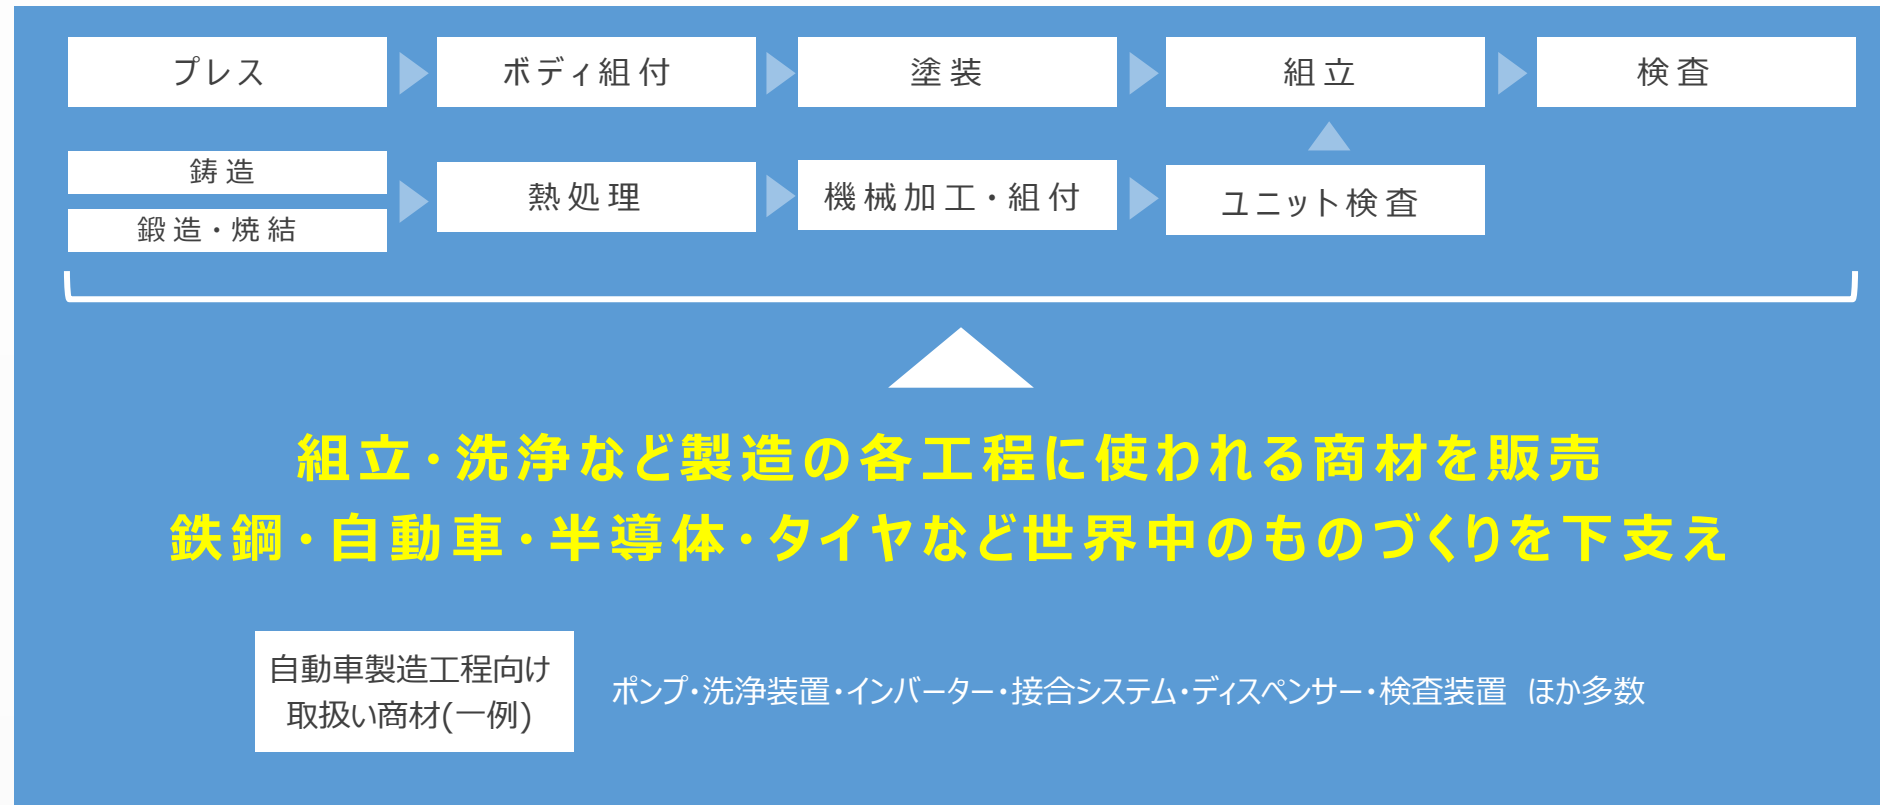 プレス
ボディ組付
塗装
組立
検査
鋳造
鍛造・焼結
熱処理
機械加工・組付
ユニット検査
組立・洗浄など製造の各工程に使われる商材を販売
鉄鋼・自動車・半導体・タイヤなど世界中のものづくりを下支え
自動車製造工程向け
取扱い商材(一例)
ポンプ・洗浄装置・インバーター・接合システム・ディスペンサー・検査装置　ほか多数